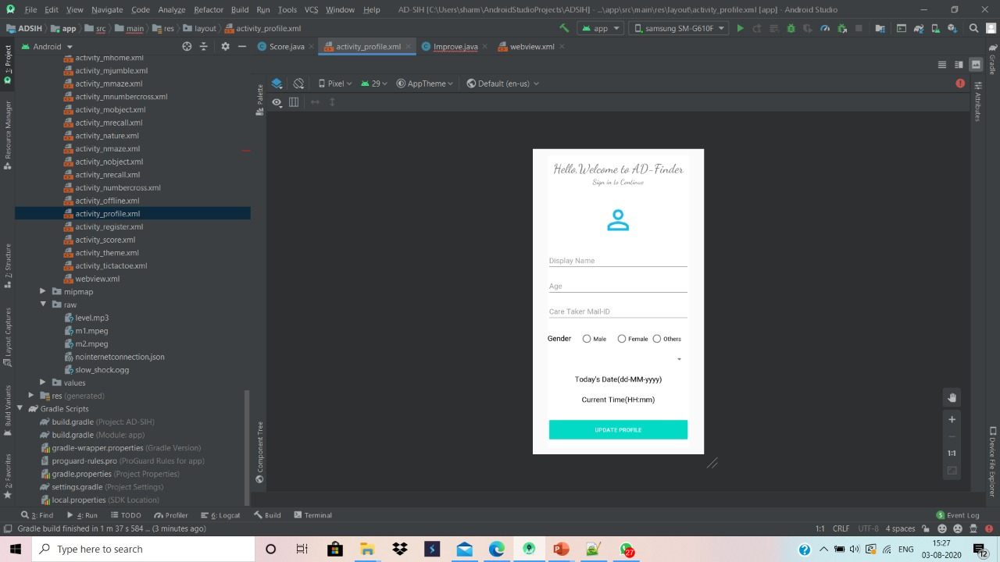 File Edit View Navigate Code Analyze Refactor Build Run Tools VCS Window Help AD-SIH [C:\Users\sharm\AndroidStudioProjects\ADSIH] - ...\app\src\main\res\layout\activity_profile.xml [app] - Android Studio
ADSIH app src main res layout activity_profile.xml app samsung SM-G610F
Android Score.java activity_profile.xml Improve.java webview.xml
activity_mhome.xml
activity_mjumble.xml
activity_mmaze.xml
activity_mnumbercross.xml
activity_mobject.xml
activity_mrecall.xml
activity_nature.xml
activity_nmaze.xml
activity_nobject.xml
activity_nrecall.xml
activity_numbercross.xml
activity_offline.xml
activity_profile.xml
activity_register.xml
activity_score.xml
activity_theme.xml
activity_tictactoe.xml
webview.xml
mipmap
raw
level.mp3
m1.mpeg
m2.mpeg
nointernetconnection.json
slow_shock.ogg
values
res (generated)
Gradle Scripts
build.gradle (Project: AD-SIH)
build.gradle (Module: app)
gradle-wrapper.properties (Gradle Version)
proguard-rules.pro (ProGuard Rules for app)
gradle.properties (Project Properties)
settings.gradle (Project Settings)
local.properties (SDK Location)
1: Project
Resource Manager
7: Structure
Layout Captures
Build Variants
2: Favorites
Pixel 29 AppTheme Default (en-us)
Palette
Component Tree
Hello,Welcome to AD-Finder
Sign in to Continue
Display Name
Age
Care Taker Mail-ID
Gender Male Female Others
Today's Date(dd-MM-yyyy)
Current Time(HH:mm)
UPDATE PROFILE
1:1
Gradle
Attributes
Device File Explorer
3: Find 4: Run TODO Profiler 6: Logcat Build Terminal 5 Event Log
Gradle build finished in 1 m 37 s 584 ... (3 minutes ago) 1:1 CRLF UTF-8 4 spaces
Type here to search 27 ENG 15:27
03-08-2020 12